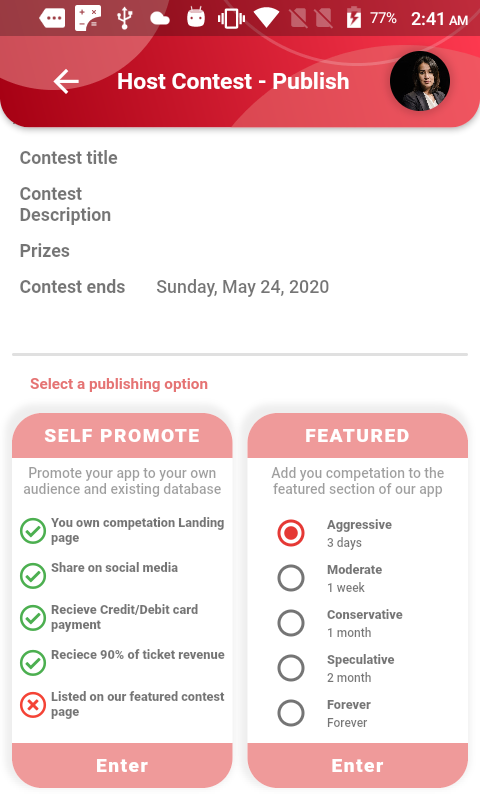 77% 2:41 AM
Host Contest - Publish
Contest title
Contest
Description
Prizes
Contest ends Sunday, May 24, 2020
Select a publishing option
SELF PROMOTE
Promote your app to your own
audience and existing database
You own competation Landing
page
Share on social media
Recieve Credit/Debit card
payment
Reciece 90% of ticket revenue
Listed on our featured contest
page
Enter
FEATURED
Add you competation to the
featured section of our app
Aggressive
3 days
Moderate
1 week
Conservative
1 month
Speculative
2 month
Forever
Forever
Enter